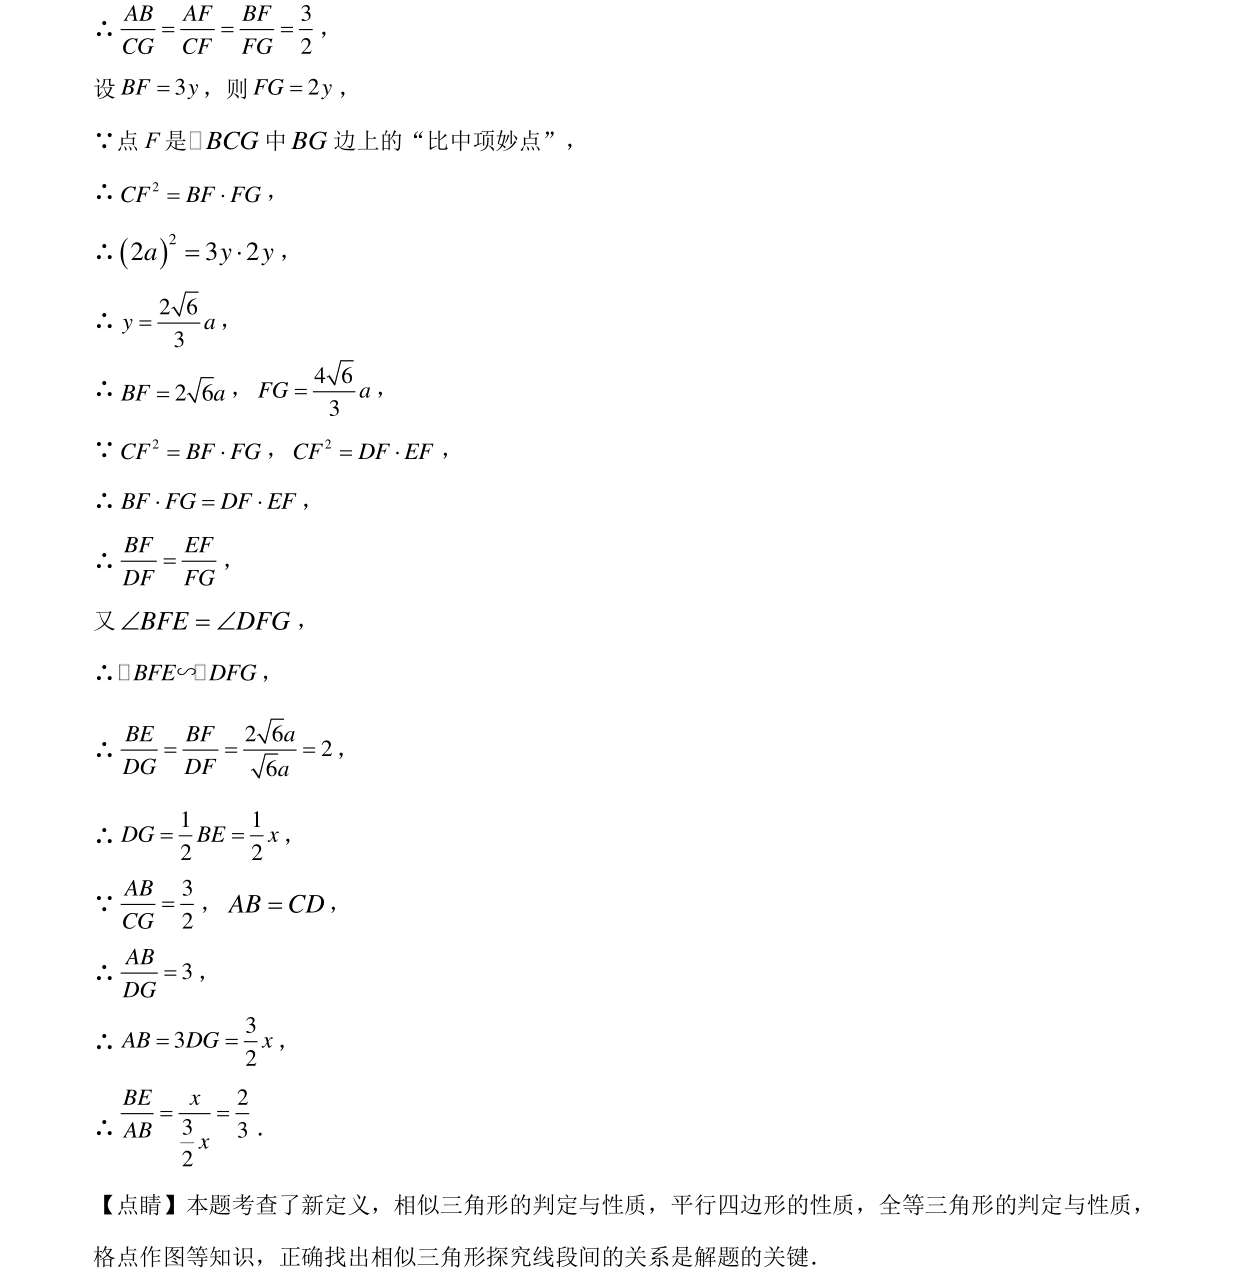 ∴ AB/CG = AF/CF = BF/FG = 3/2，
设 BF = 3y，则 FG = 2y，
∵点 F 是□BCG 中 BG 边上的“比中项妙点”，
∴ CF² = BF · FG，
∴ (2a)² = 3y · 2y，
∴ y = 2√6/3 a，
∴ BF = 2√6a， FG = 4√6/3 a，
∵ CF² = BF · FG， CF² = DF · EF，
∴ BF · FG = DF · EF，
∴ BF/DF = EF/FG，
又∠BFE = ∠DFG，
∴□BFE∽□DFG，
∴ BE/DG = BF/DF = 2√6a/√6a = 2，
∴ DG = 1/2 BE = 1/2 x，
∵ AB/CG = 3/2， AB = CD，
∴ AB/DG = 3，
∴ AB = 3DG = 3/2 x，
∴ BE/AB = x/(3/2 x) = 2/3．
【点睛】本题考查了新定义，相似三角形的判定与性质，平行四边形的性质，全等三角形的判定与性质，
格点作图等知识，正确找出相似三角形探究线段间的关系是解题的关键．